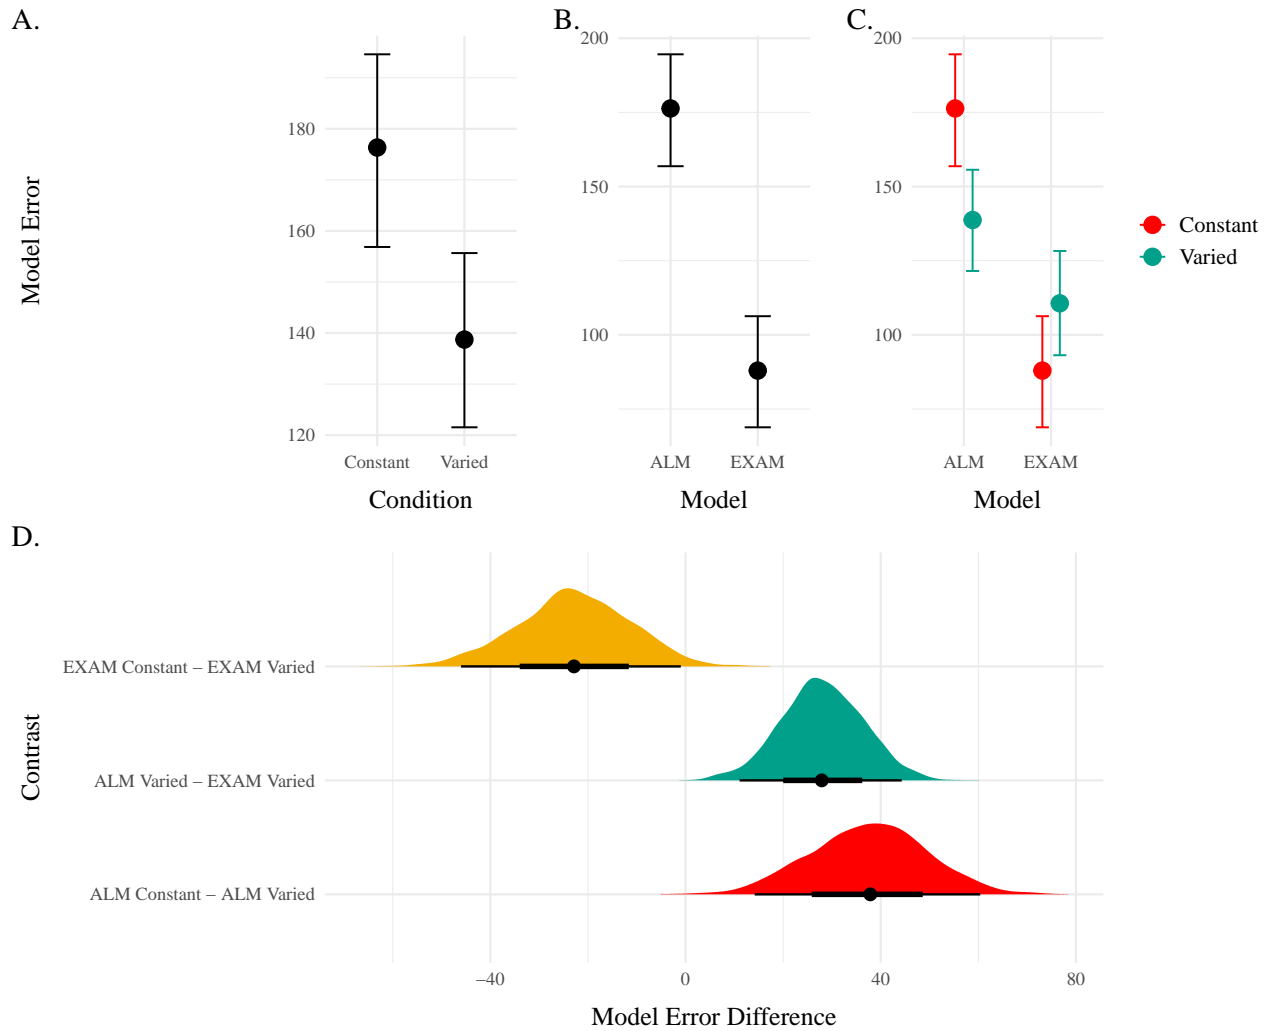 A.
Model Error
180
160
140
120
Constant Varied
Condition
B.
200
150
100
ALM EXAM
Model
C.
200
150
100
ALM EXAM
Model
Constant
Varied
D.
Contrast
EXAM Constant − EXAM Varied
ALM Varied − EXAM Varied
ALM Constant − ALM Varied
−40 0 40 80
Model Error Difference